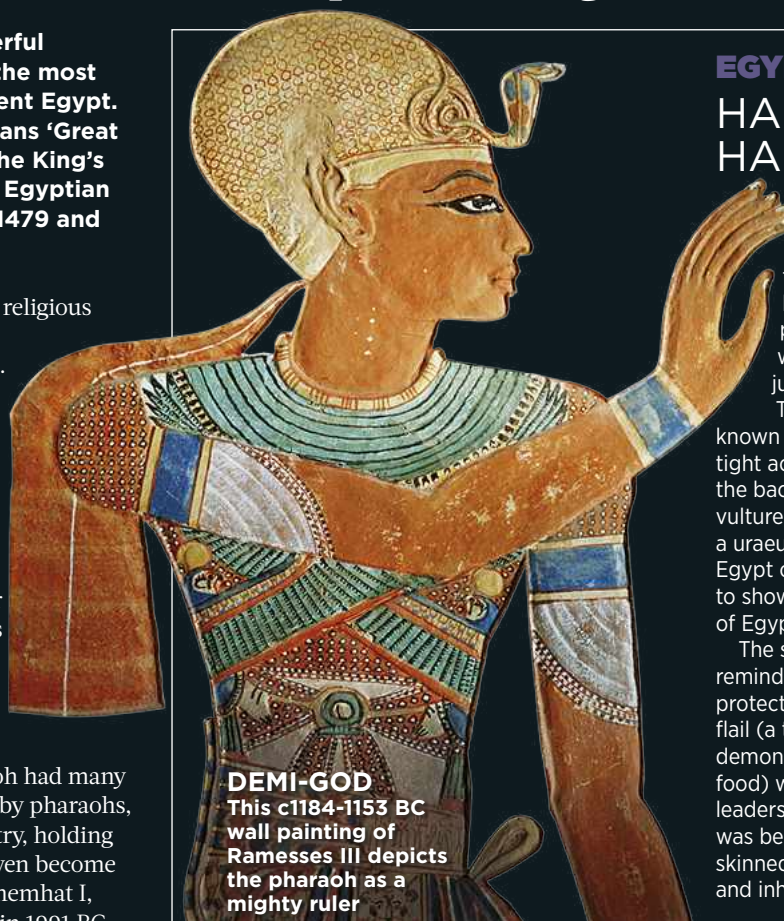 the most
ent Egypt.
ans ‘Great
he King’s
Egyptian
1479 and
religious
oh had many
by pharaohs,
try, holding
ven become
nemhat I,
in 1991 BC
DEMI-GOD
This c1184-1153 BC
wall painting of
Ramesses III depicts
the pharaoh as a
mighty ruler
EGY
HA
HA
known
tight ac
the bac
vulture
a uraeu
Egypt o
to show
of Egyp
The s
remind
protect
flail (a t
demon
food) w
leaders
was be
skinned
and inh